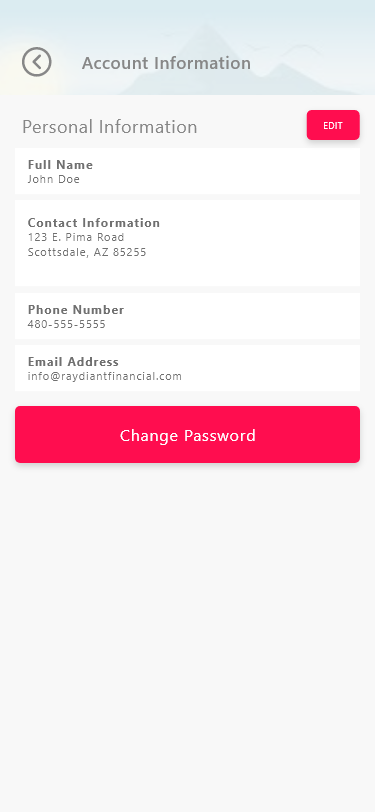 Account Information
Personal Information
EDIT
Full Name
John Doe
Contact Information
123 E. Pima Road
Scottsdale, AZ 85255
Phone Number
480-555-5555
Email Address
info@raydiantfinancial.com
Change Password